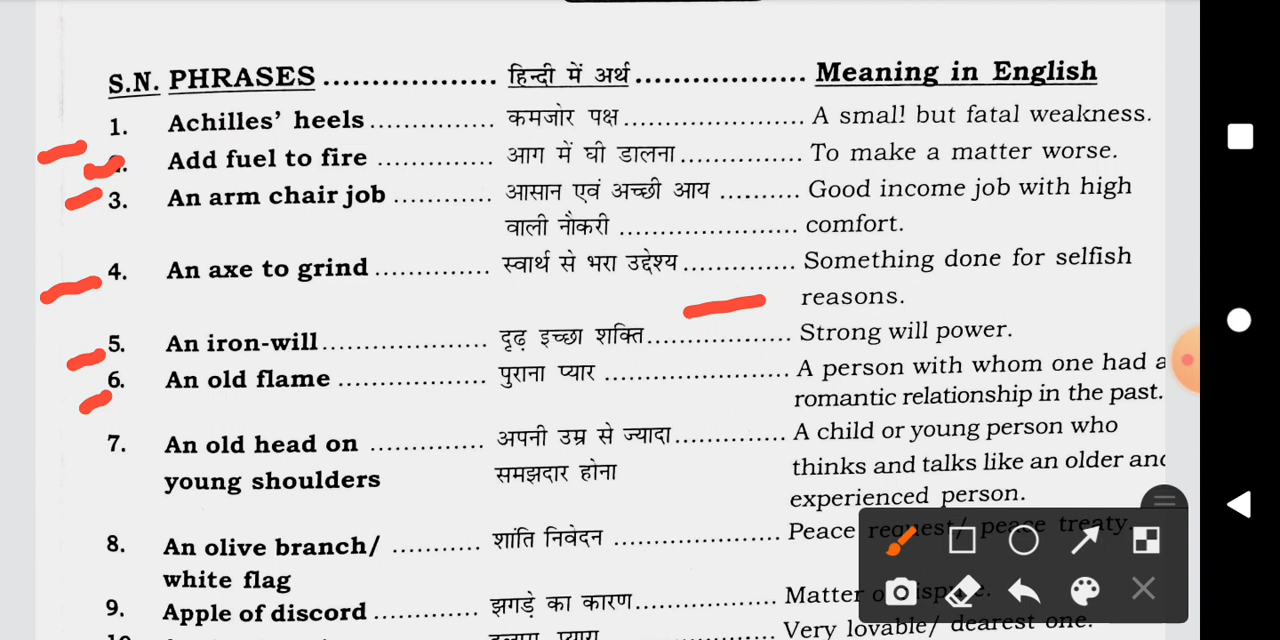 S.N. PHRASES .................. हिन्दी में अर्थ .................. Meaning in English
1. Achilles’ heels .............. कमजोर पक्ष .................... A smal! but fatal weakness.
Add fuel to fire ............. आग में घी डालना .............. To make a matter worse.
3. An arm chair job ............ आसान एवं अच्छी आय .......... Good income job with high
वाली नौकरी ...................... comfort.
4. An axe to grind .............. स्वार्थ से भरा उद्देश्य ............. Something done for selfish
reasons.
5. An iron-will .................... दृढ़ इच्छा शक्ति ................. Strong will power.
6. An old flame .................. पुराना प्यार ...................... A person with whom one had a
romantic relationship in the past.
7. An old head on .............. अपनी उम्र से ज्यादा ............. A child or young person who
young shoulders समझदार होना thinks and talks like an older and
experienced person.
8. An olive branch/ ........... शांति निवेदन .................... Peace request/ peace treaty.
white flag
9. Apple of discord .............. झगड़े का कारण ................. Matter of
Very lovable/ dearest one.